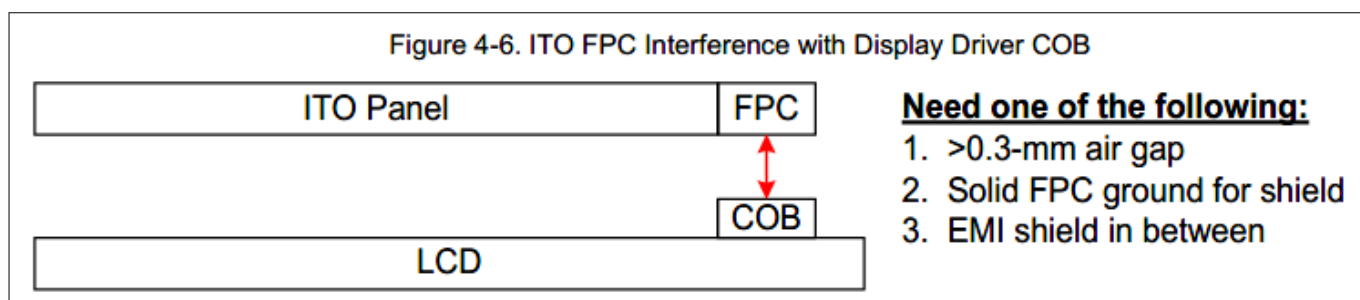 Figure 4-6. ITO FPC Interference with Display Driver COB
ITO Panel
FPC
COB
LCD
Need one of the following:
1. >0.3-mm air gap
2. Solid FPC ground for shield
3. EMI shield in between